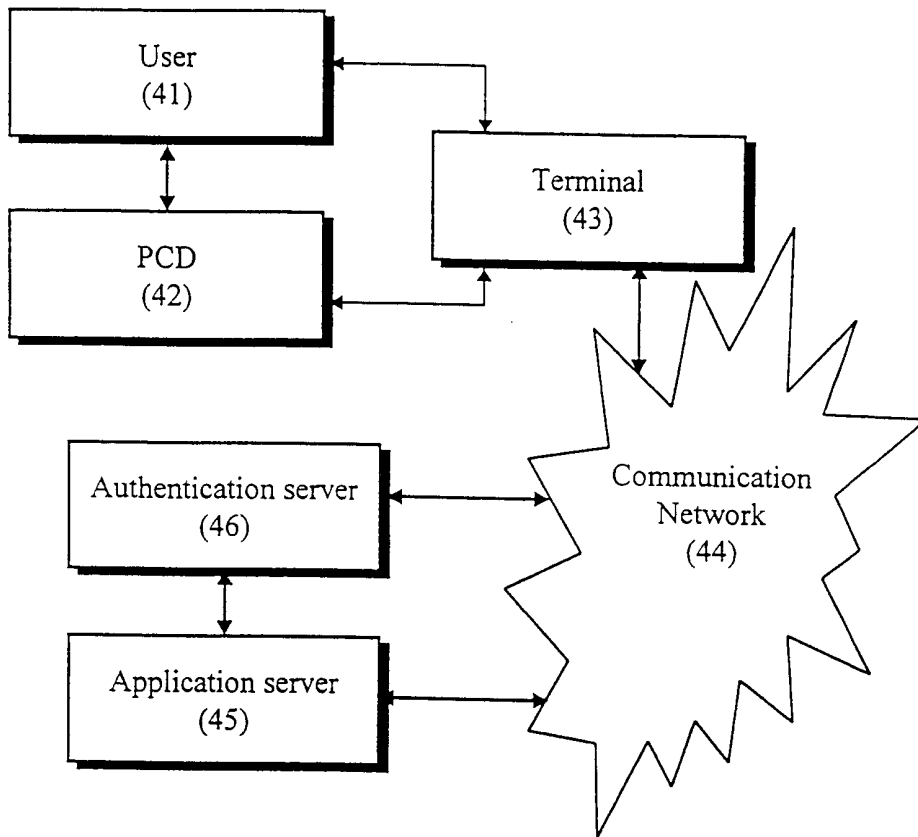 User
(41)
PCD
(42)
Terminal
(43)
Authentication server
(46)
Application server
(45)
Communication
Network
(44)